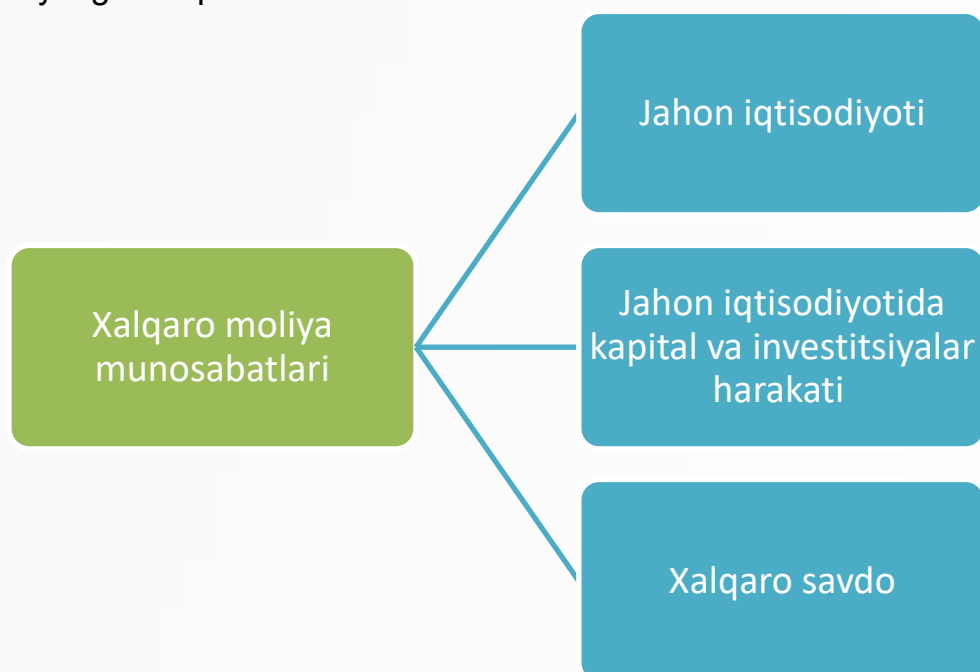 Xalqaro moliya
munosabatlari
Jahon iqtisodiyoti
Jahon iqtisodiyotida
kapital va investitsiyalar
harakati
Xalqaro savdo